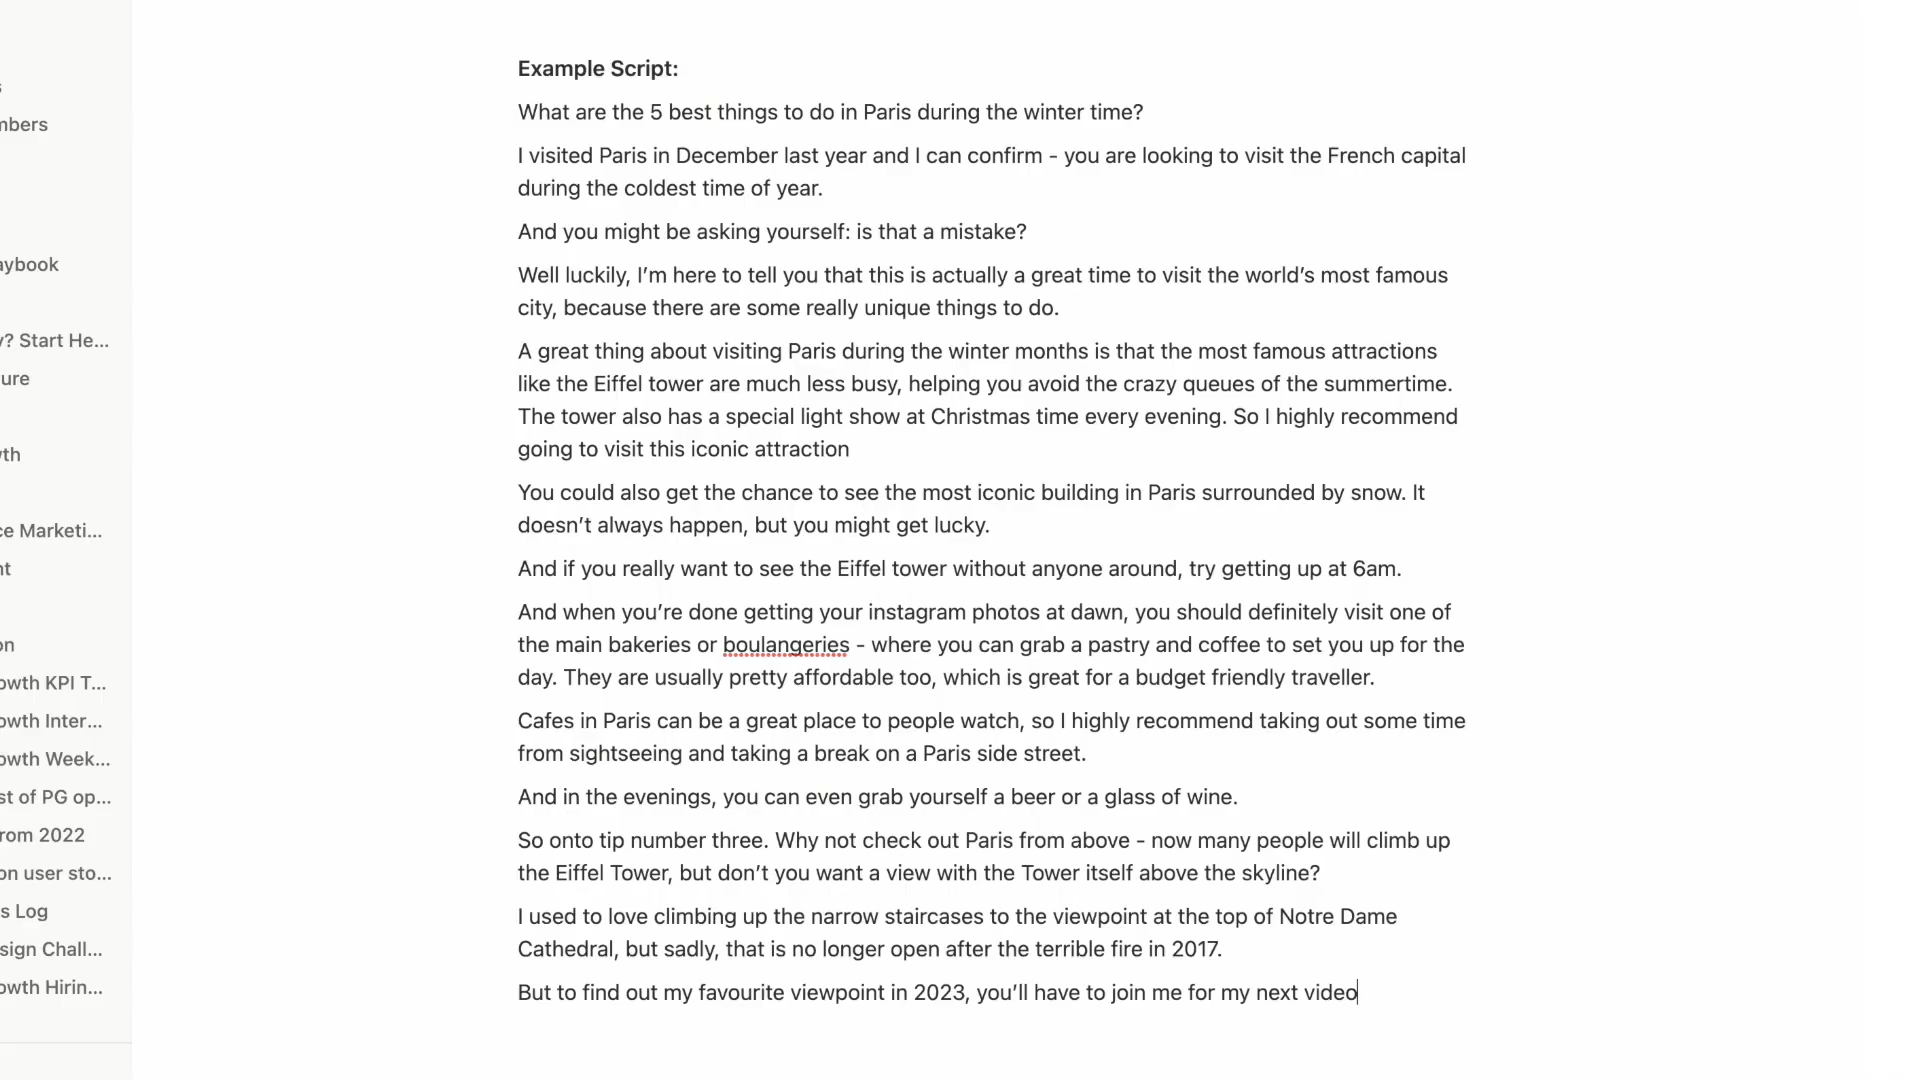 Example Script:
What are the 5 best things to do in Paris during the winter time?
I visited Paris in December last year and I can confirm - you are looking to visit the French capital
during the coldest time of year.
And you might be asking yourself: is that a mistake?
Well luckily, I’m here to tell you that this is actually a great time to visit the world’s most famous
city, because there are some really unique things to do.
A great thing about visiting Paris during the winter months is that the most famous attractions
like the Eiffel tower are much less busy, helping you avoid the crazy queues of the summertime.
The tower also has a special light show at Christmas time every evening. So I highly recommend
going to visit this iconic attraction
You could also get the chance to see the most iconic building in Paris surrounded by snow. It
doesn’t always happen, but you might get lucky.
And if you really want to see the Eiffel tower without anyone around, try getting up at 6am.
And when you’re done getting your instagram photos at dawn, you should definitely visit one of
the main bakeries or boulangeries - where you can grab a pastry and coffee to set you up for the
day. They are usually pretty affordable too, which is great for a budget friendly traveller.
Cafes in Paris can be a great place to people watch, so I highly recommend taking out some time
from sightseeing and taking a break on a Paris side street.
And in the evenings, you can even grab yourself a beer or a glass of wine.
So onto tip number three. Why not check out Paris from above - now many people will climb up
the Eiffel Tower, but don’t you want a view with the Tower itself above the skyline?
I used to love climbing up the narrow staircases to the viewpoint at the top of Notre Dame
Cathedral, but sadly, that is no longer open after the terrible fire in 2017.
But to find out my favourite viewpoint in 2023, you’ll have to join me for my next video
s
mbers
aybook
y? Start He...
ure
th
ce Marketi...
nt
on
owth KPI T...
owth Inter...
owth Week...
st of PG op...
rom 2022
on user sto...
s Log
sign Chall...
owth Hirin...